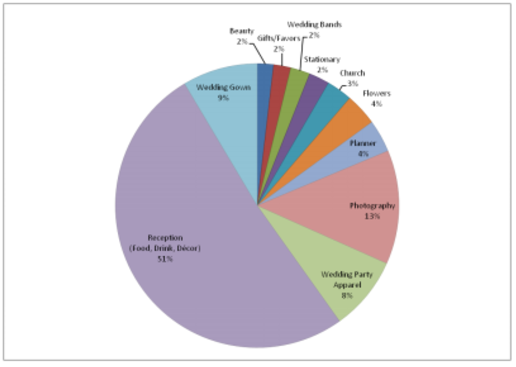 Beauty
2%
Gifts/Favors
2%
Wedding Bands
2%
Stationary
2%
Church
3%
Flowers
4%
Planner
4%
Photography
13%
Wedding Party
Apparel
8%
Reception
(Food, Drink, Décor)
51%
Wedding Gown
9%